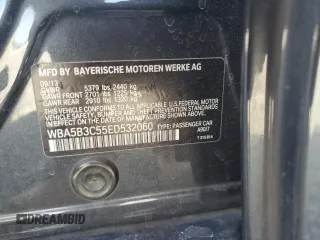 MFD BY BAYERISCHE MOTOREN WERKE AG
09/13
GVWR 5379 lbs 2440 kg
GAWR FRONT 2701 lbs 1225 kg
GAWR REAR 2910 lbs 1320 kg
THIS VEHICLE CONFORMS TO ALL APPLICABLE
FEDERAL MOTOR VEHICLE SAFETY, BUMPER,
AND THEFT PREVENTION STANDARDS IN EFFECT
ON THE DATE OF MANUFACTURE SHOWN ABOVE.
WBA5B3C55ED532060 TYPE: PASSENGER CAR
DREAMBID